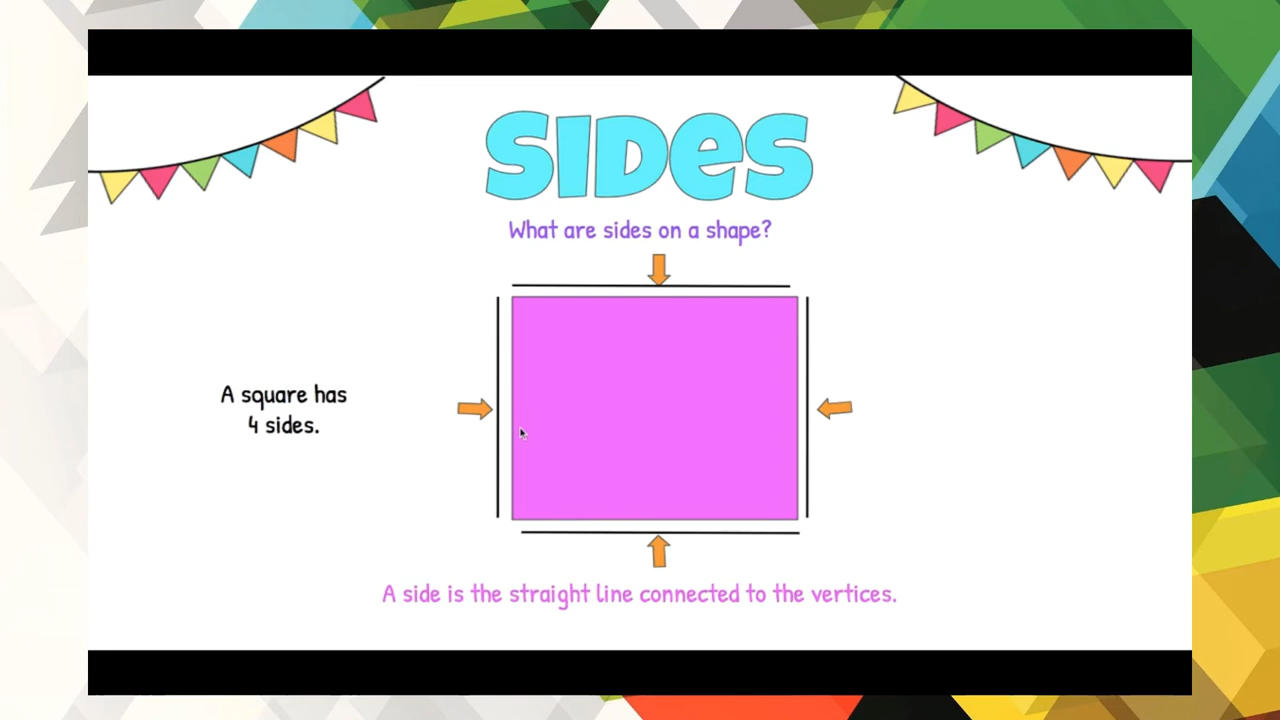 SIDes
What are sides on a shape?
A square has
4 sides.
A side is the straight line connected to the vertices.